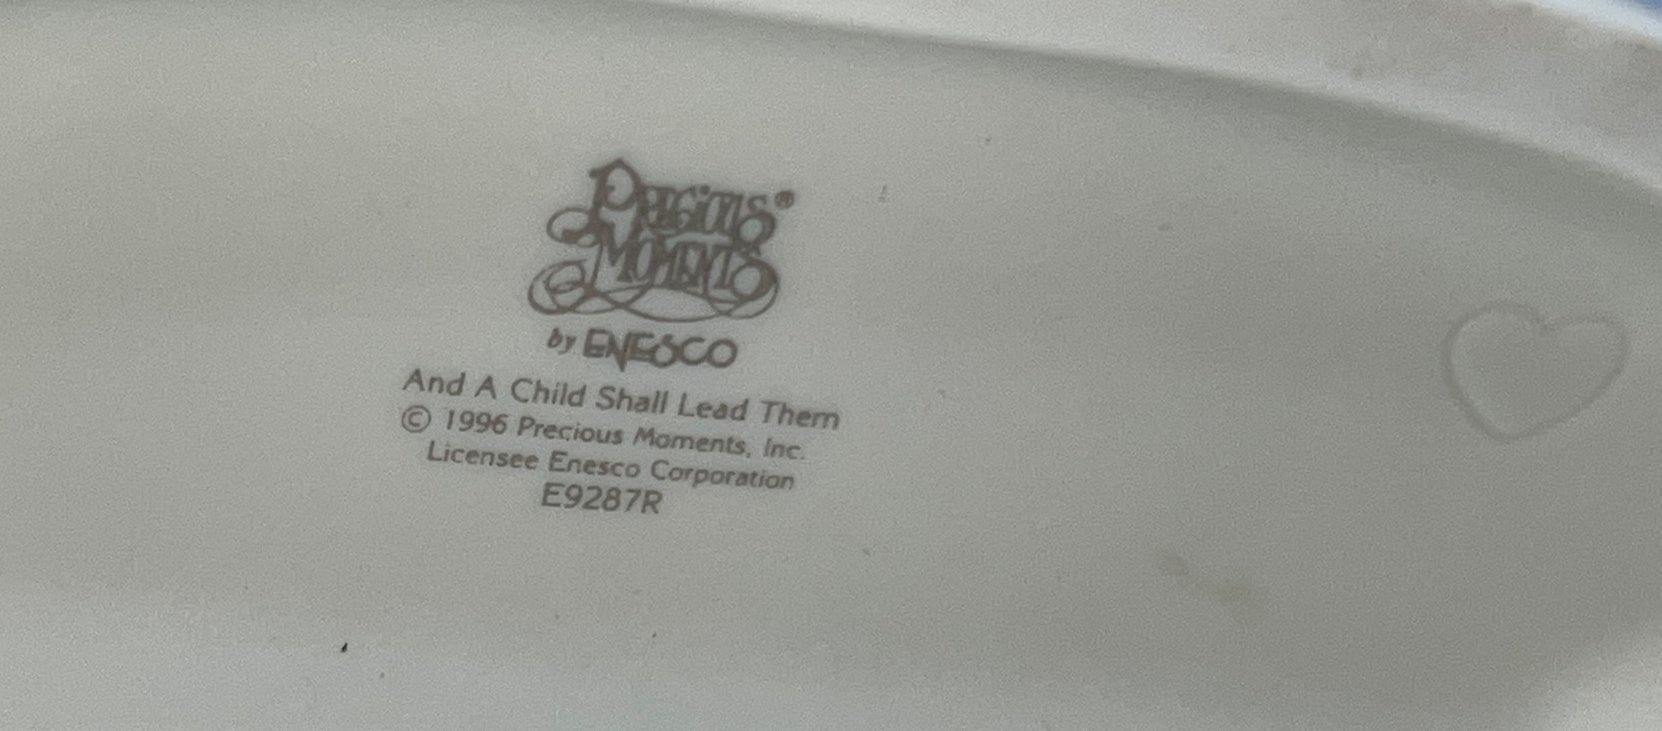 Precious®
Moments
by ENESCO
And A Child Shall Lead Them
© 1996 Precious Moments, Inc.
Licensee Enesco Corporation
E9287R